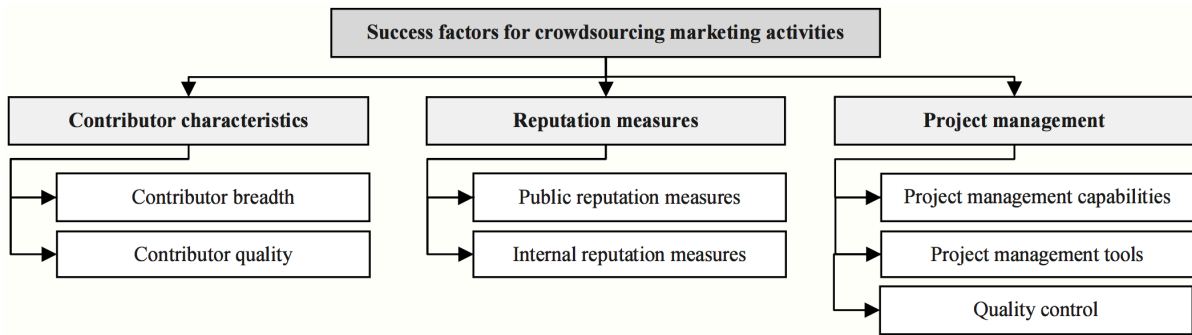 Success factors for crowdsourcing marketing activities
Contributor characteristics
Contributor breadth
Contributor quality
Reputation measures
Public reputation measures
Internal reputation measures
Project management
Project management capabilities
Project management tools
Quality control